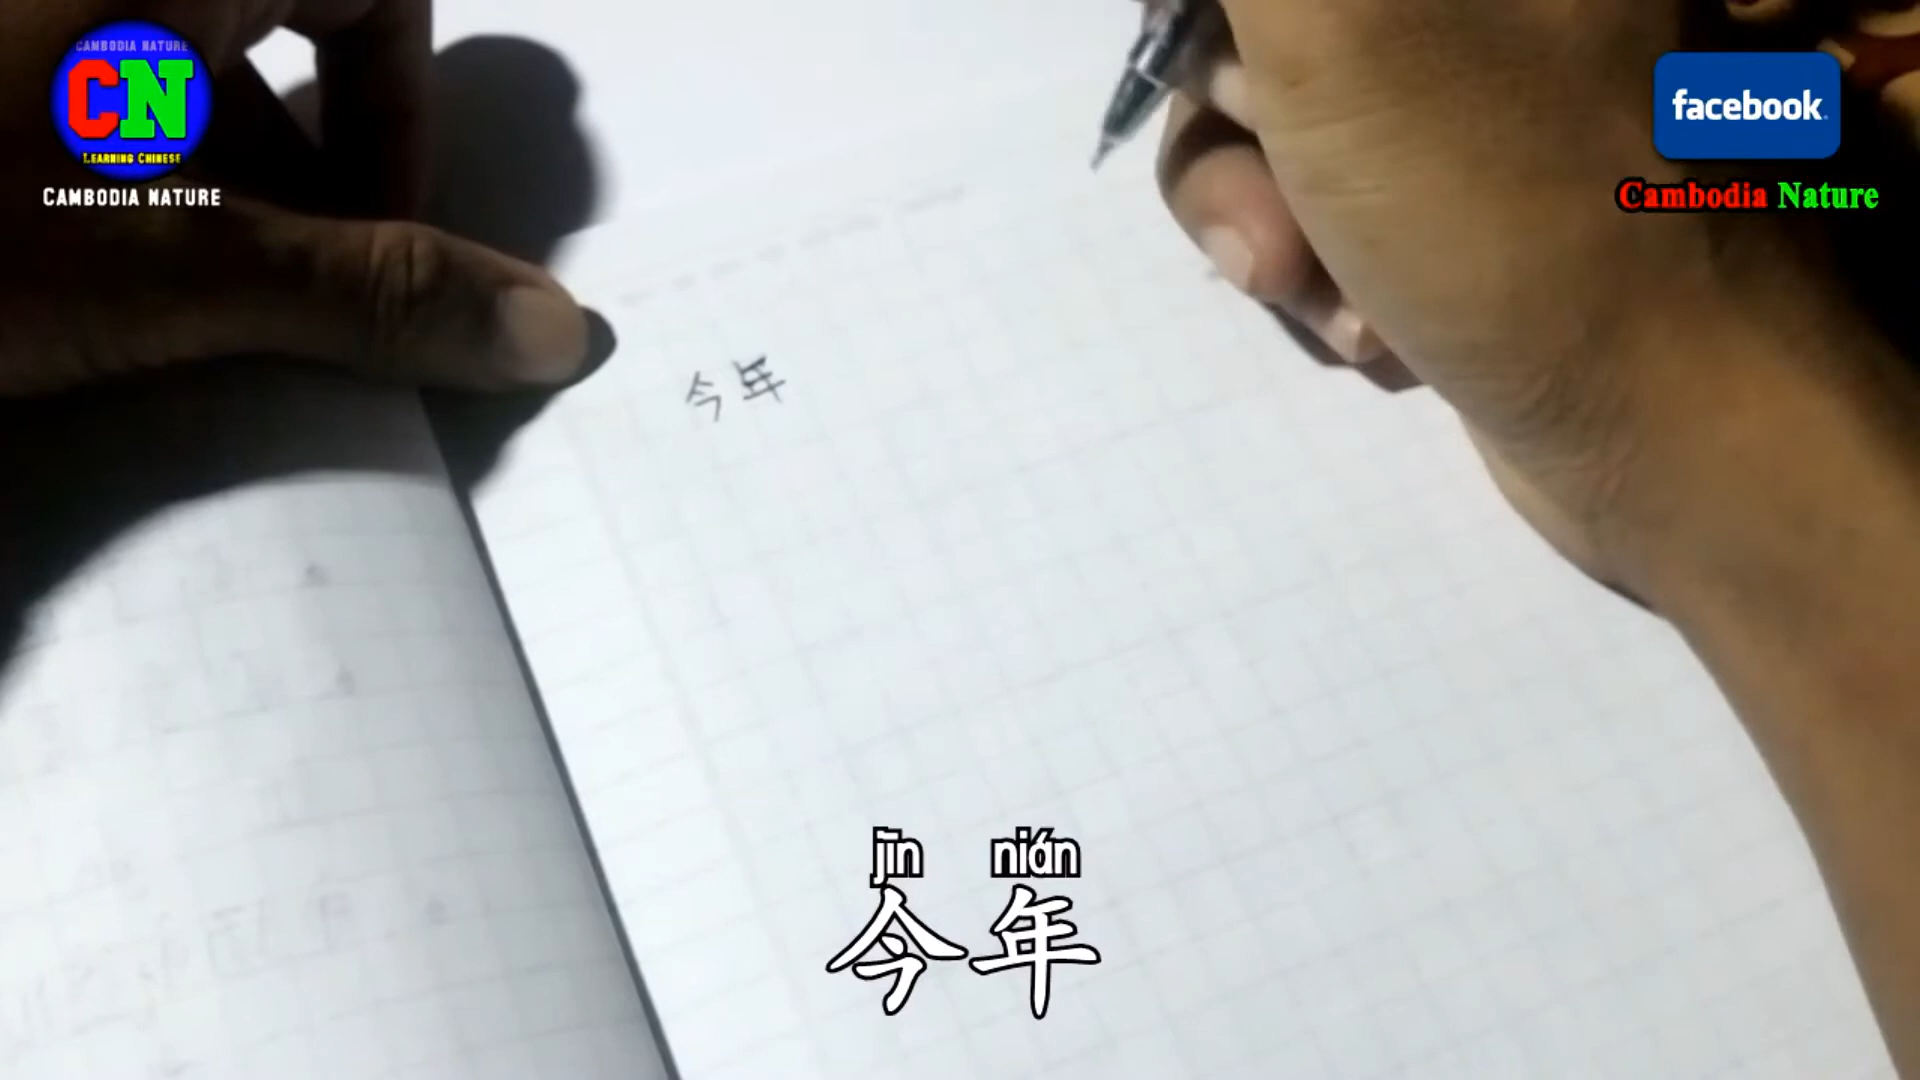 CAMBODIA NATURE
CN
LEARNING CHINESE
CAMBODIA NATURE
facebook
Cambodia Nature
今年
jīn nián
今年